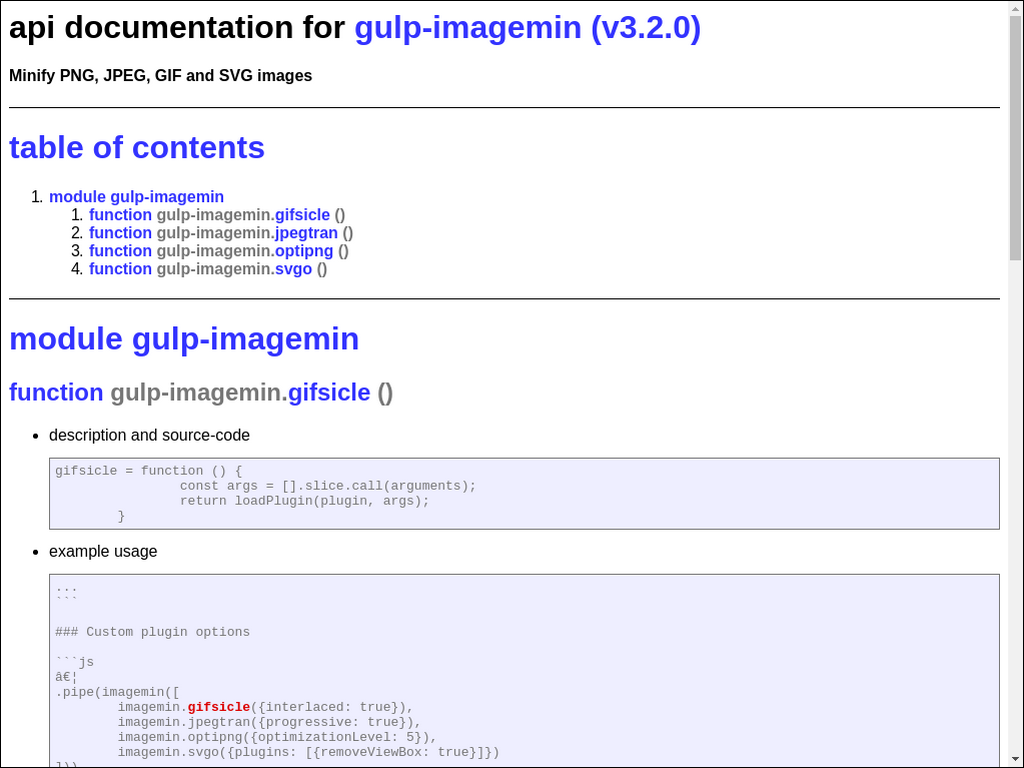 api documentation for gulp-imagemin (v3.2.0)
Minify PNG, JPEG, GIF and SVG images
table of contents
1. module gulp-imagemin
1. function gulp-imagemin.gifsicle ()
2. function gulp-imagemin.jpegtran ()
3. function gulp-imagemin.optipng ()
4. function gulp-imagemin.svgo ()
module gulp-imagemin
function gulp-imagemin.gifsicle ()
• description and source-code
gifsicle = function () {
const args = [].slice.call(arguments);
return loadPlugin(plugin, args);
}
• example usage
...
```
### Custom plugin options
```js
â€¦
.pipe(imagemin([
imagemin.gifsicle({interlaced: true}),
imagemin.jpegtran({progressive: true}),
imagemin.optipng({optimizationLevel: 5}),
imagemin.svgo({plugins: [{removeViewBox: true}]})
]))